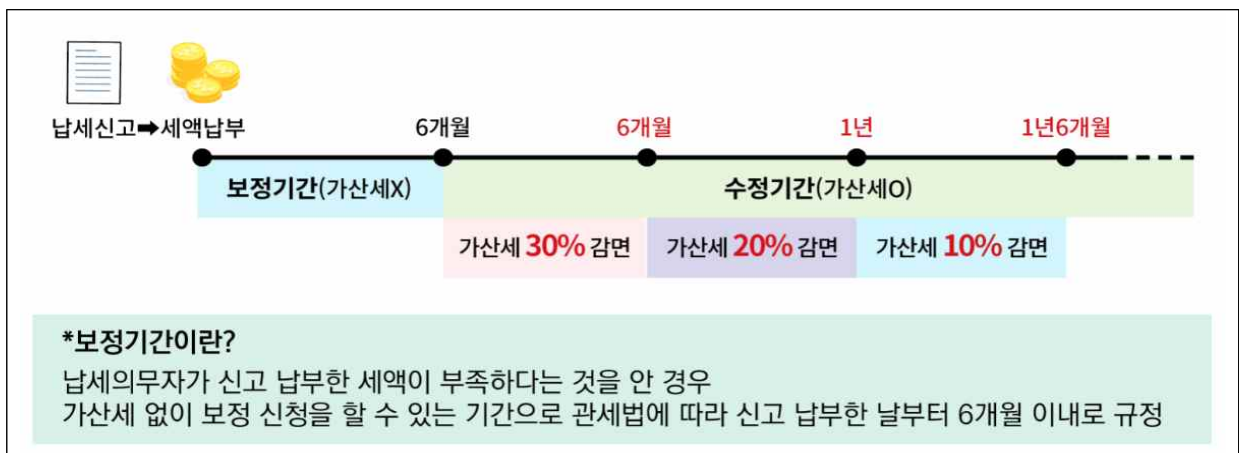 납세신고➡세액납부
6개월
6개월
1년
1년6개월
보정기간(가산세X)
수정기간(가산세O)
가산세 30% 감면
가산세 20% 감면
가산세 10% 감면
*보정기간이란?
납세의무자가 신고 납부한 세액이 부족하다는 것을 안 경우
가산세 없이 보정 신청을 할 수 있는 기간으로 관세법에 따라 신고 납부한 날부터 6개월 이내로 규정